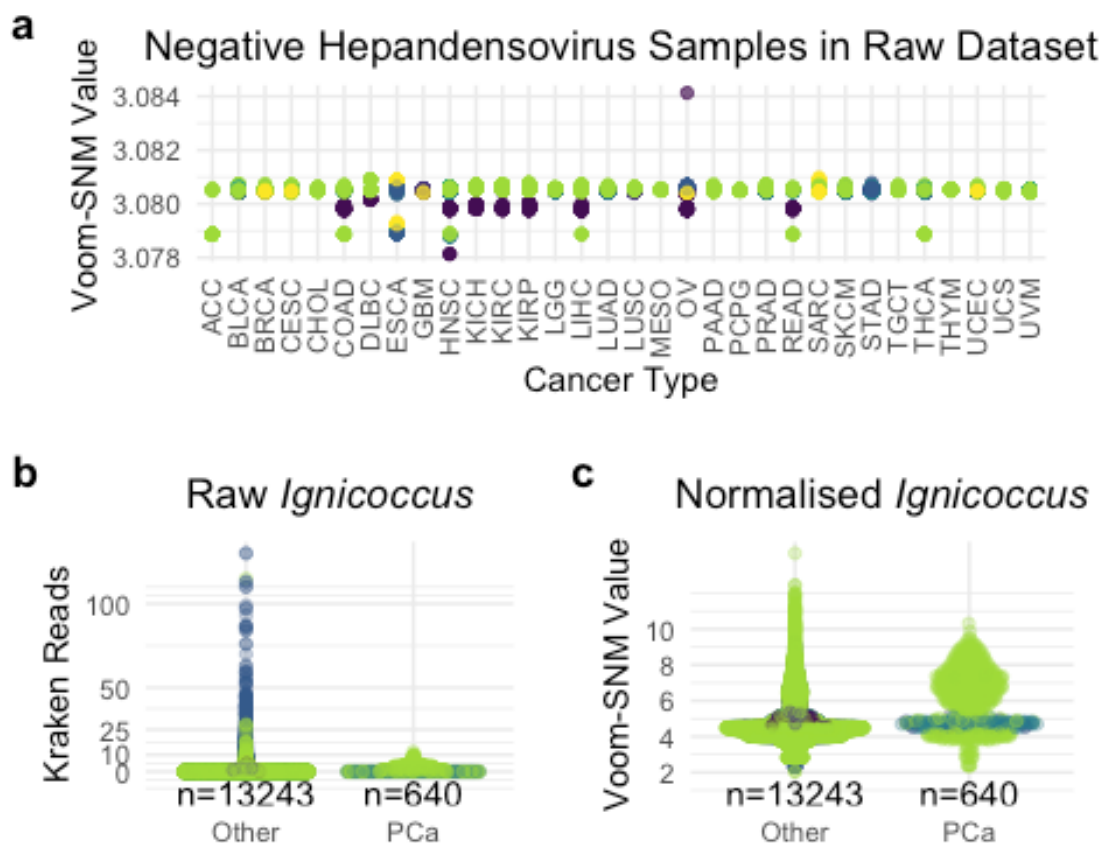 a
Negative Hepandensovirus Samples in Raw Dataset
Voom-SNM Value
3.084
3.082
3.080
3.078
ACC
BLCA
BRCA
CESC
CHOL
COAD
DLBC
ESCA
GBM
HNSC
KICH
KIRC
KIRP
LGG
LIHC
LUAD
LUSC
MESO
OV
PAAD
PCPG
PRAD
READ
SARC
SKCM
STAD
TGCT
THCA
THYM
UCEC
UCS
UVM
Cancer Type
b
Raw Ignicoccus
Kraken Reads
100
50
25
10
0
n=13243
n=640
Other
PCa
c
Normalised Ignicoccus
Voom-SNM Value
10
8
6
4
2
n=13243
n=640
Other
PCa